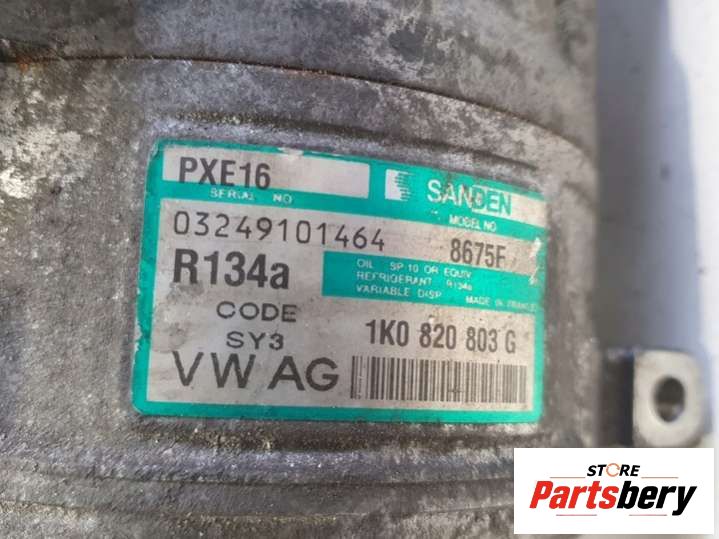 PXE16
SANDEN
SERIAL NO
MODEL NO
03249101464
8675F
R134a
OIL SP 10 OR EQUIV
REFRIGERANT R134a
VARIABLE DISP
MADE IN FRANCE
CODE
SY3
1K0 820 803 G
VW AG
STORE
Partsbery